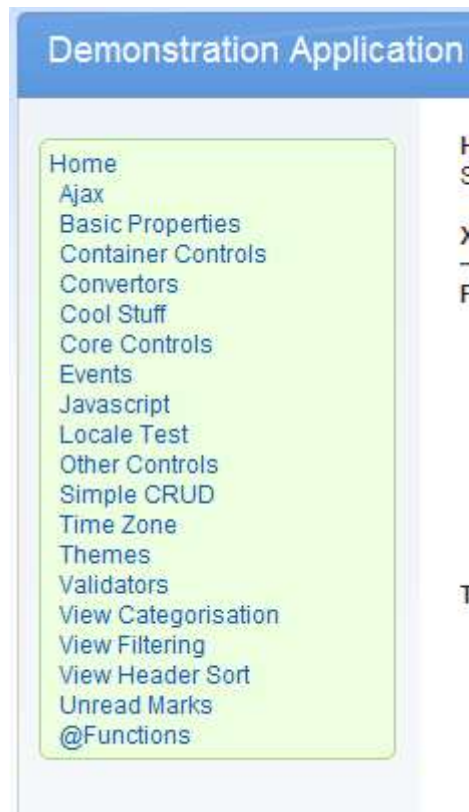 Demonstration Application
Home
Ajax
Basic Properties
Container Controls
Convertors
Cool Stuff
Core Controls
Events
Javascript
Locale Test
Other Controls
Simple CRUD
Time Zone
Themes
Validators
View Categorisation
View Filtering
View Header Sort
Unread Marks
@Functions